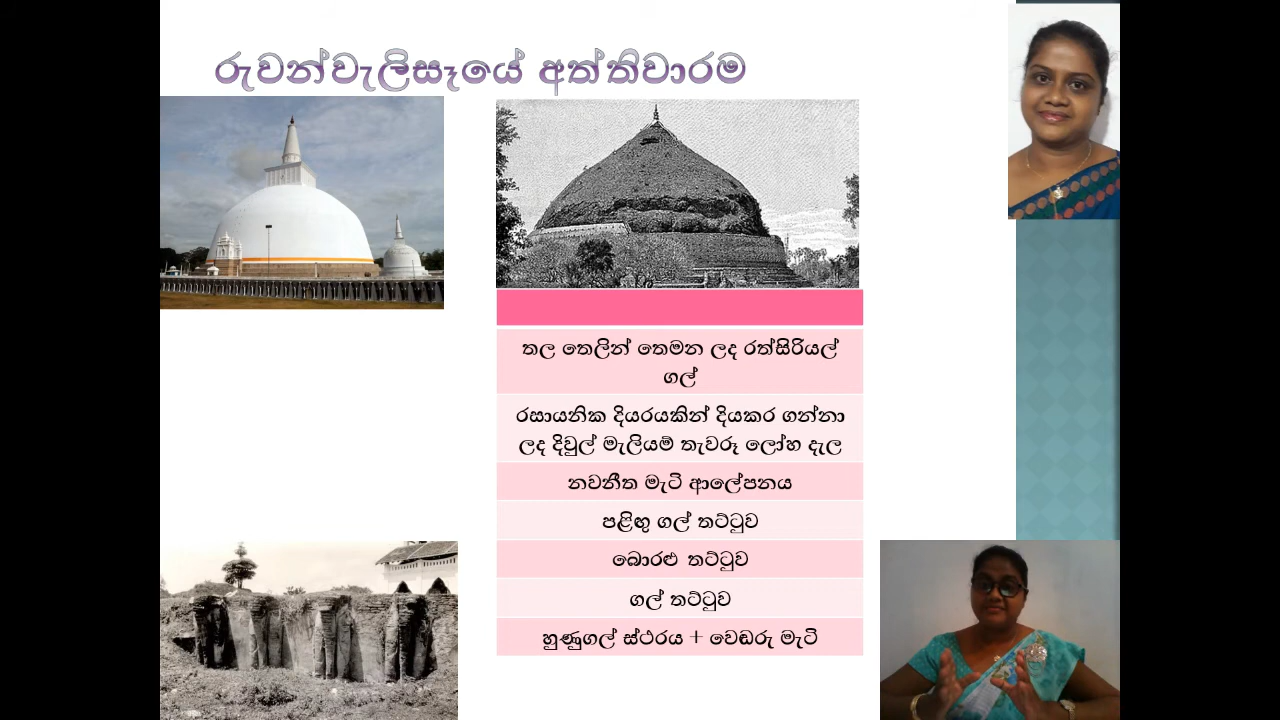 රුවන්වැලිසෑයේ අත්තිවාරම
තල තෙලින් තෙමන ලද රත්සිරියල්
ගල්
රසායනික දියරයකින් දියකර ගන්නා
ලද දිවුල් මැලියම් තැවරූ ලෝහ දැල
නවනීත මැටි ආලේපනය
පළිඟු ගල් තට්ටුව
බොරළු තට්ටුව
ගල් තට්ටුව
හුණුගල් ස්ථරය + වෙඬරු මැටි